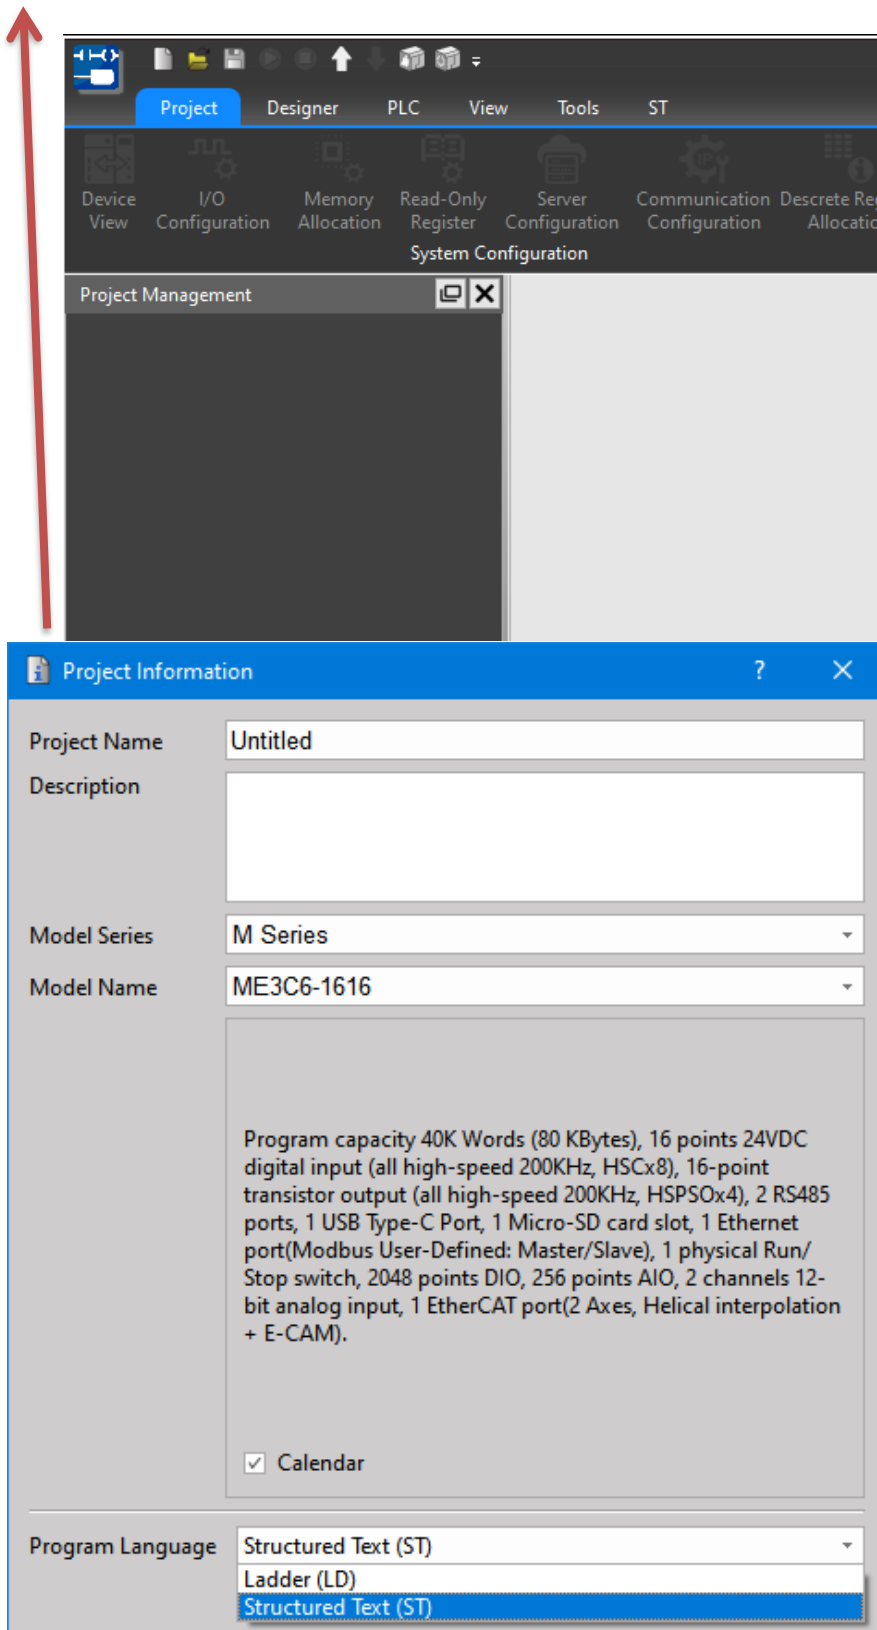 Project Designer PLC View Tools ST
Device View
I/O Configuration
Memory Allocation
Read-Only Register
Server Configuration
Communication Configuration
Descrete Re
Allocatio
System Configuration
Project Management
Project Information ?
Project Name Untitled
Description
Model Series M Series
Model Name ME3C6-1616
Program capacity 40K Words (80 KBytes), 16 points 24VDC
digital input (all high-speed 200KHz, HSCx8), 16-point
transistor output (all high-speed 200KHz, HSPSOx4), 2 RS485
ports, 1 USB Type-C Port, 1 Micro-SD card slot, 1 Ethernet
port(Modbus User-Defined: Master/Slave), 1 physical Run/
Stop switch, 2048 points DIO, 256 points AIO, 2 channels 12-
bit analog input, 1 EtherCAT port(2 Axes, Helical interpolation
+ E-CAM).
Calendar
Program Language Structured Text (ST)
Ladder (LD)
Structured Text (ST)